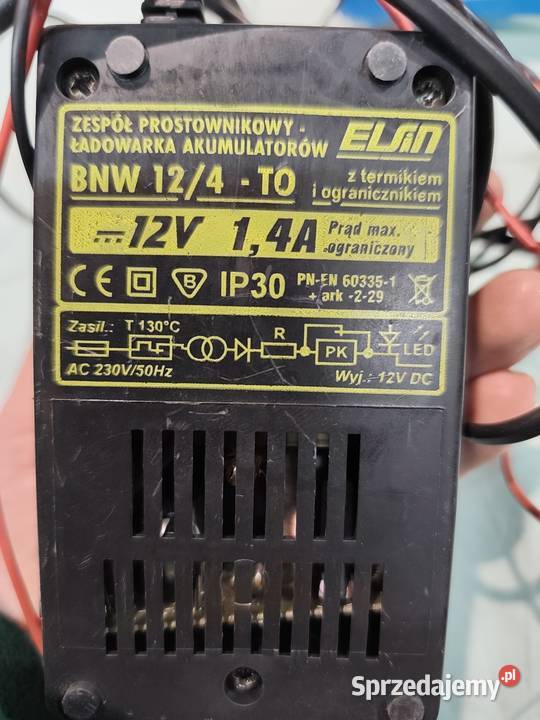 ZESPÓŁ PROSTOWNIKOWY -
ŁADOWARKA AKUMULATORÓW
ELSIN
BNW 12/4 - TO
z termikiem
i ogranicznikiem
12V 1,4A
Prąd max.
ograniczony
CE B IP30
PN-EN 60335-1
+ ark -2-29
Zasil.: T 130°C
R
PK
LED
AC 230V/50Hz
Wyj.: 12V DC
Sprzedajemy.pl